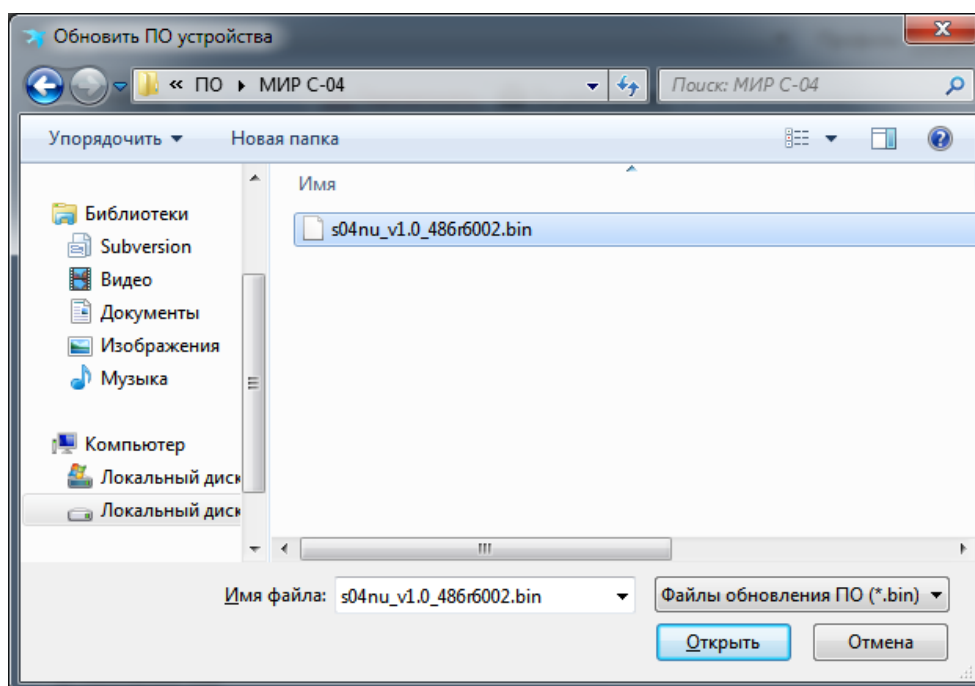 Обновить ПО устройства
« ПО ▸ МИР С-04
Поиск: МИР С-04
Упорядочить
Новая папка
Имя
Библиотеки
Subversion
Видео
Документы
Изображения
Музыка
Компьютер
Локальный диск
Локальный диск
s04nu_v1.0_486r6002.bin
Имя файла: s04nu_v1.0_486r6002.bin
Файлы обновления ПО (*.bin)
Открыть
Отмена